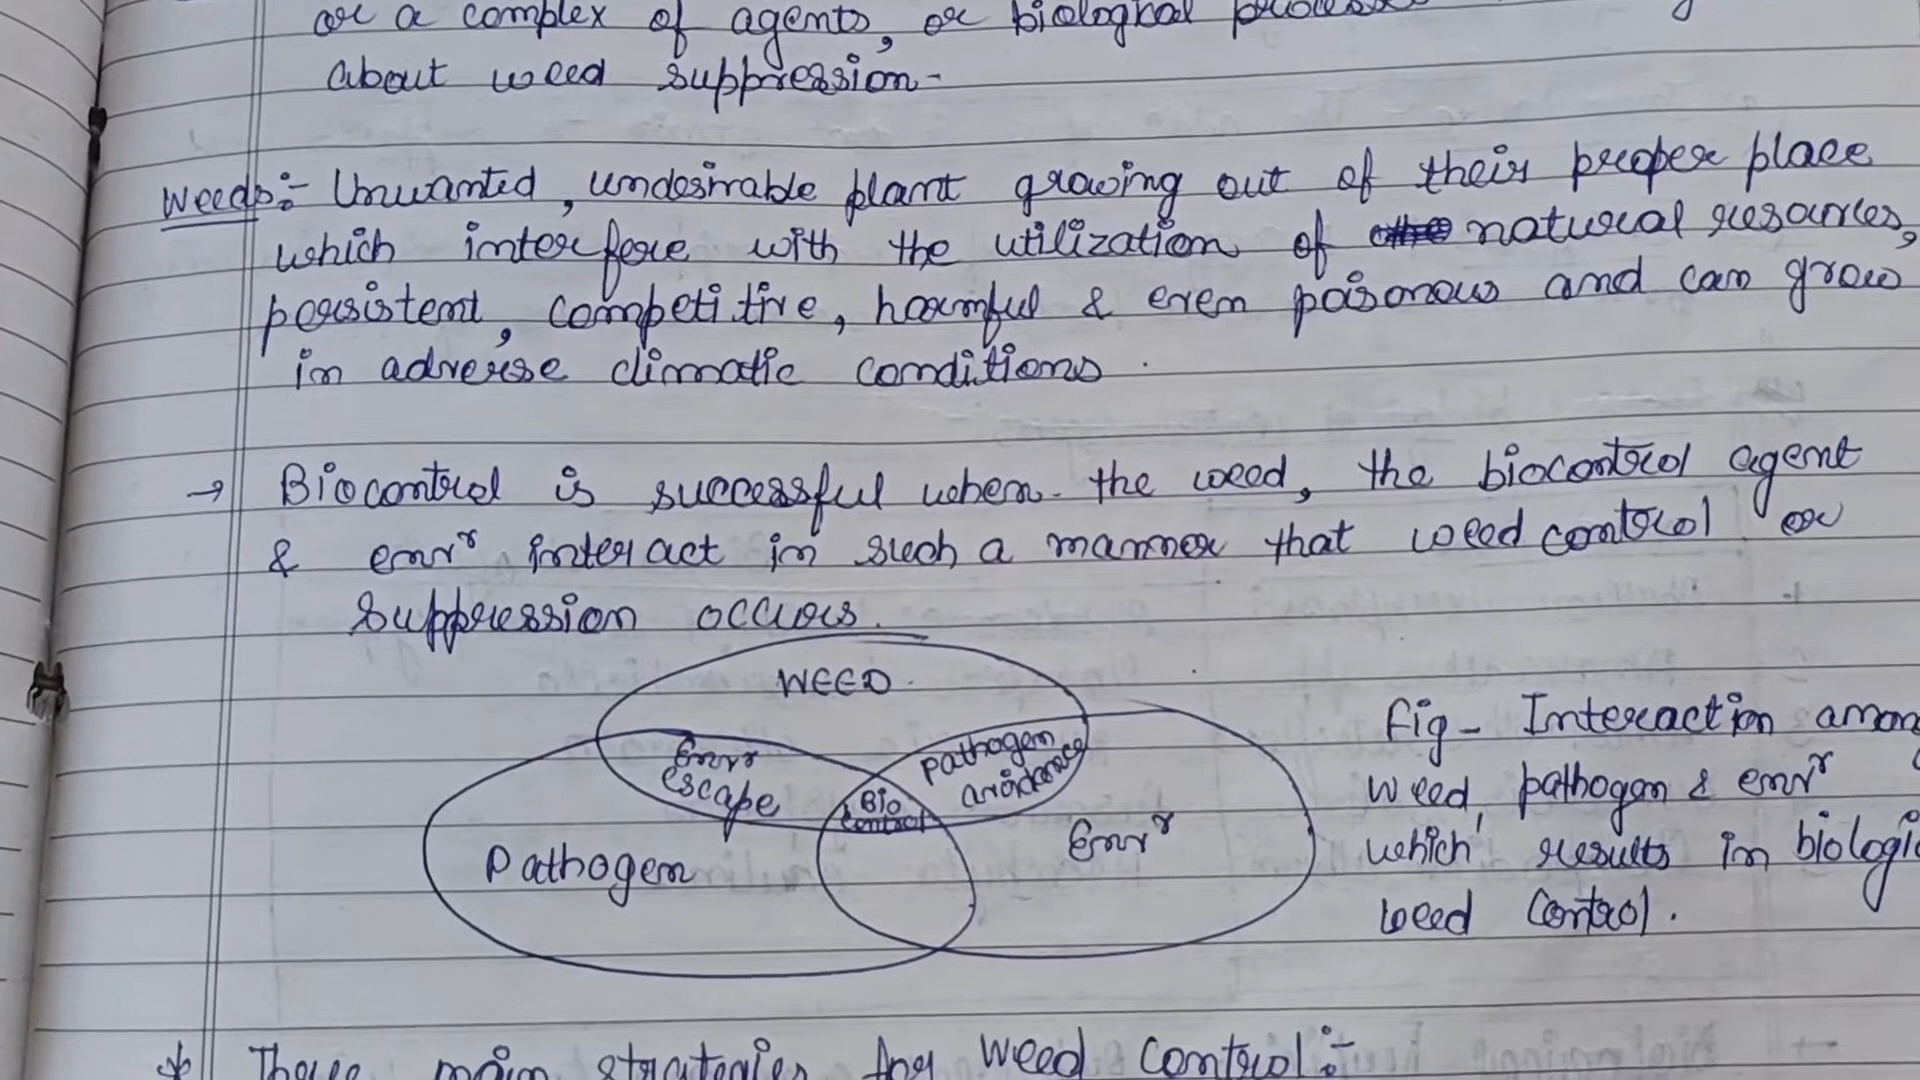 or a complex of agents, or biological
about weed suppression-
Weeds:- Unwanted, undesirable plant growing out of their proper place
which interfere with the utilization of natural resources,
persistent, competitive, harmful & even poisonous and can grow
in adverse climatic conditions.
→ Biocontrol is successful when the weed, the biocontrol agent
& envr interact in such a manner that weed control or
suppression occurs.
WEED
Envr
escape
Pathogen
avoidance
Bio
control
Pathogen
Envr
fig- Interaction among
weed, pathogen & envr
which results in biologic
weed control.
* Three main strategies for weed control:-